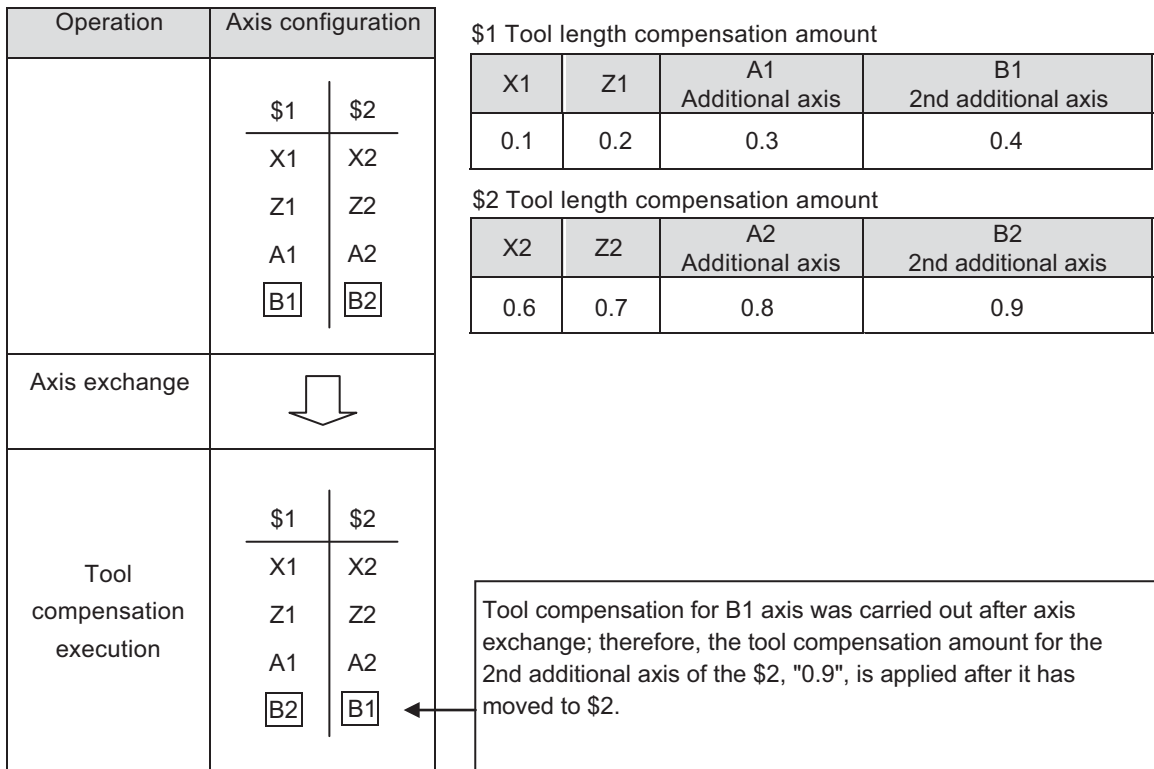 Operation Axis configuration
$1 $2
X1 X2
Z1 Z2
A1 A2
B1 B2
Axis exchange
Tool
compensation
execution
$1 $2
X1 X2
Z1 Z2
A1 A2
B2 B1
$1 Tool length compensation amount
X1 Z1 A1 B1
Additional axis 2nd additional axis
0.1 0.2 0.3 0.4
$2 Tool length compensation amount
X2 Z2 A2 B2
Additional axis 2nd additional axis
0.6 0.7 0.8 0.9
Tool compensation for B1 axis was carried out after axis
exchange; therefore, the tool compensation amount for the
2nd additional axis of the $2, "0.9", is applied after it has
moved to $2.